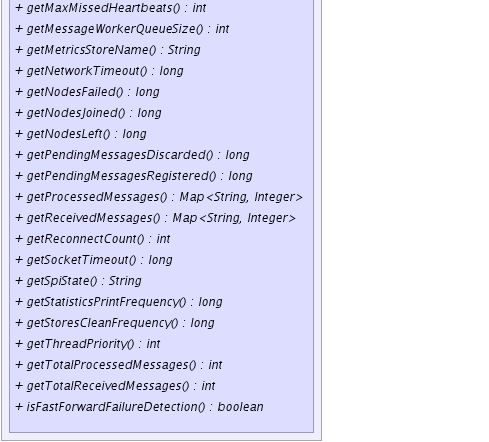 + getMaxMissedHeartbeats() : int
+ getMessageWorkerQueueSize() : int
+ getMetricsStoreName() : String
+ getNetworkTimeout() : long
+ getNodesFailed() : long
+ getNodesJoined() : long
+ getNodesLeft() : long
+ getPendingMessagesDiscarded() : long
+ getPendingMessagesRegistered() : long
+ getProcessedMessages() : Map<String, Integer>
+ getReceivedMessages() : Map<String, Integer>
+ getReconnectCount() : int
+ getSocketTimeout() : long
+ getSpiState() : String
+ getStatisticsPrintFrequency() : long
+ getStoresCleanFrequency() : long
+ getThreadPriority() : int
+ getTotalProcessedMessages() : int
+ getTotalReceivedMessages() : int
+ isFastForwardFailureDetection() : boolean